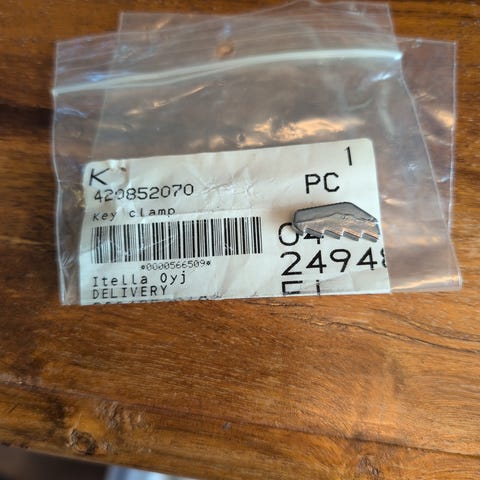 K
1
420852070
PC
Key clamp
*0000566509*
Itella Oyj
24948
DELIVERY